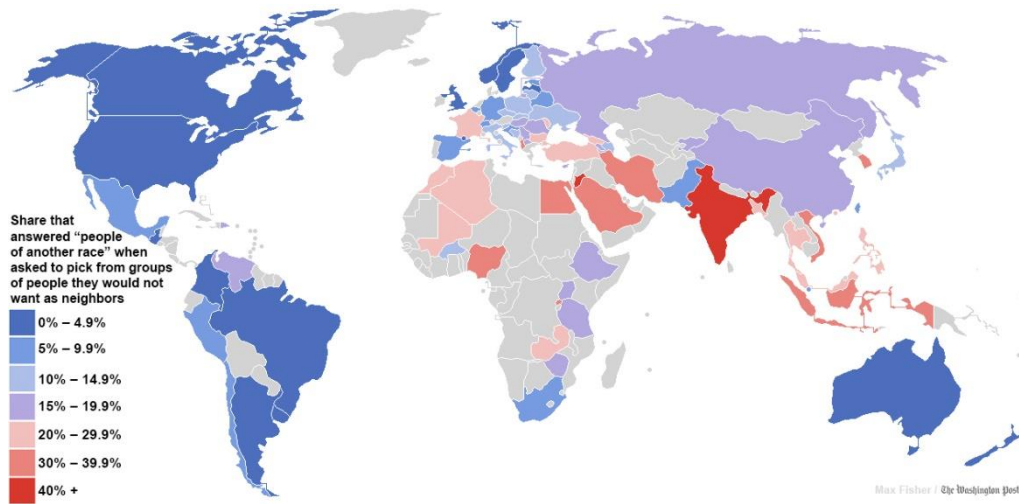 Share that
answered “people
of another race” when
asked to pick from groups
of people they would not
want as neighbors
0% – 4.9%
5% – 9.9%
10% – 14.9%
15% – 19.9%
20% – 29.9%
30% – 39.9%
40% +
Max Fisher / The Washington Post